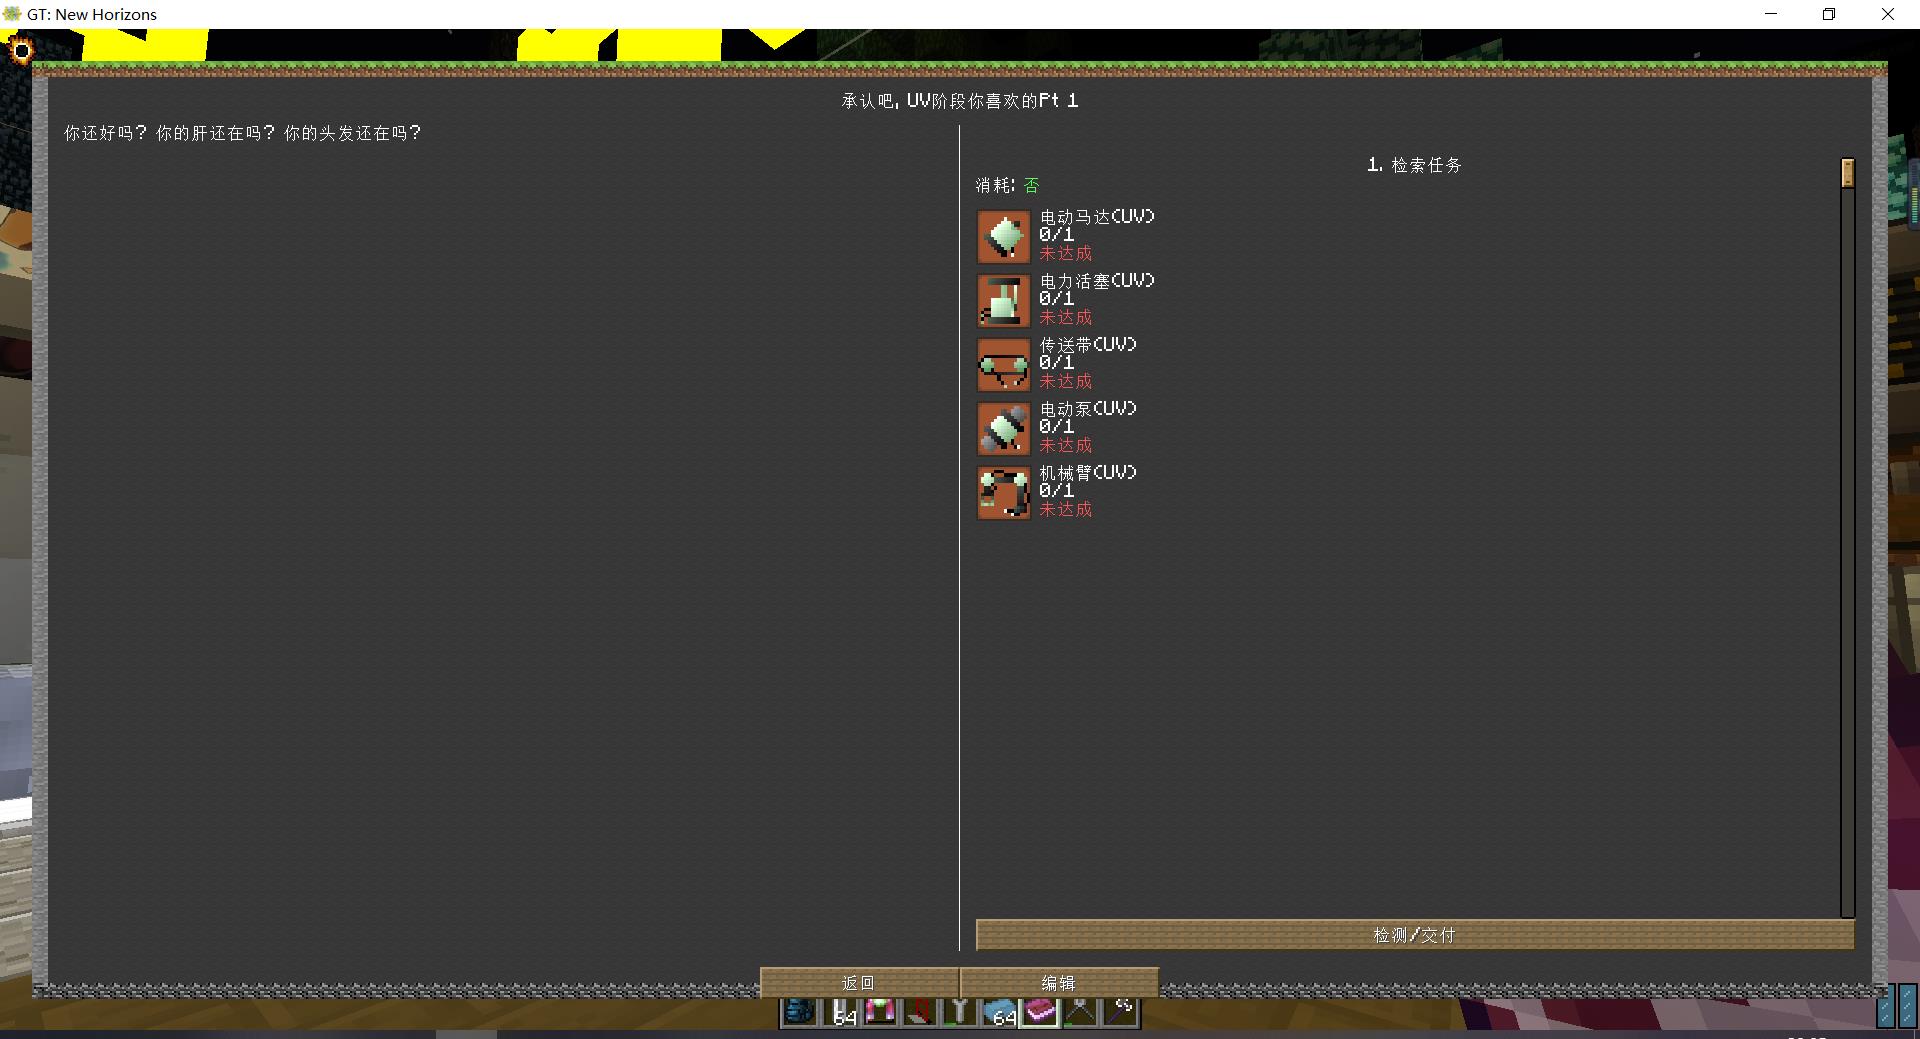 GT: New Horizons
承认吧, UV阶段你喜欢的Pt 1
你还好吗? 你的肝还在吗? 你的头发还在吗?
1. 检索任务
消耗: 否
电动马达(UV)
0/1
未达成
电力活塞(UV)
0/1
未达成
传送带(UV)
0/1
未达成
电动泵(UV)
0/1
未达成
机械臂(UV)
0/1
未达成
检测/交付
返回
编辑
64
64